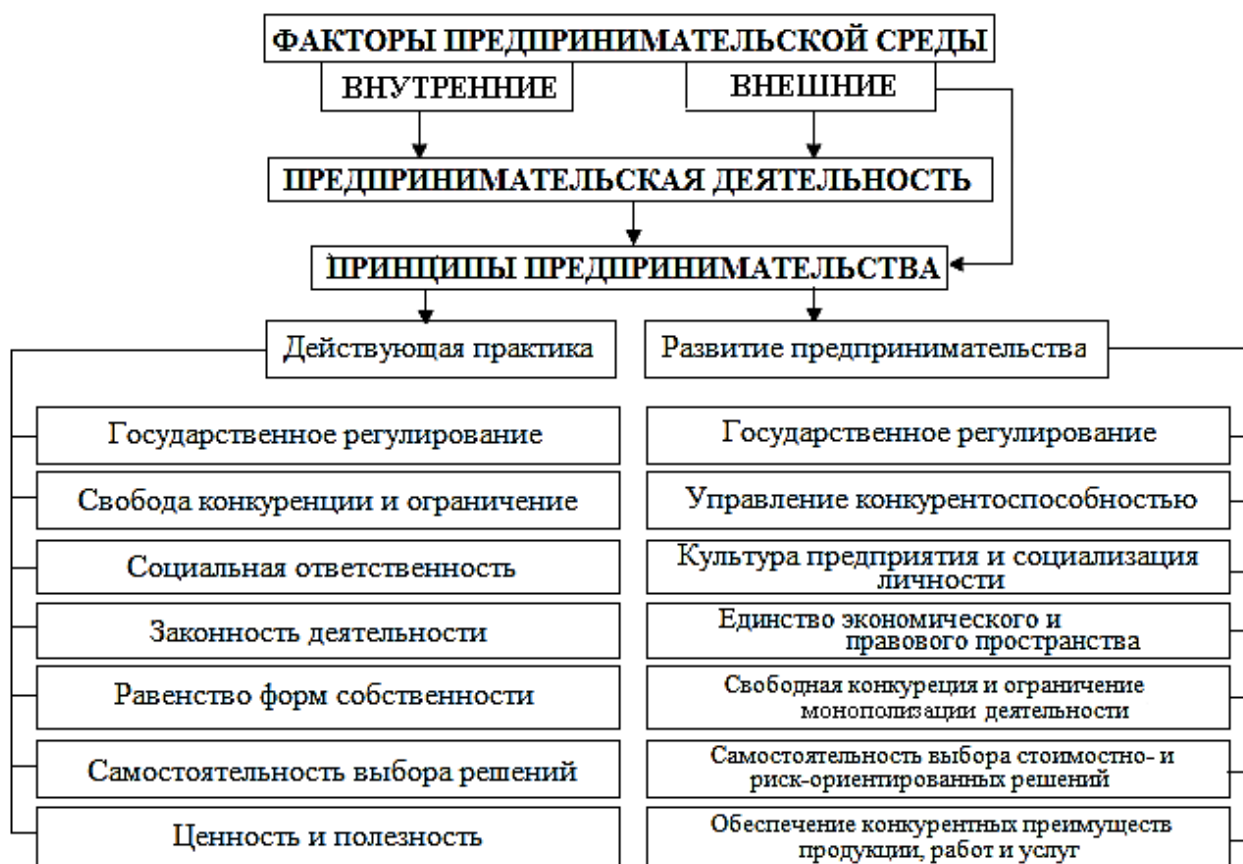 ФАКТОРЫ ПРЕДПРИНИМАТЕЛЬСКОЙ СРЕДЫ
ВНУТРЕННИЕ
ВНЕШНИЕ
ПРЕДПРИНИМАТЕЛЬСКАЯ ДЕЯТЕЛЬНОСТЬ
ПРИНЦИПЫ ПРЕДПРИНИМАТЕЛЬСТВА
Действующая практика
Развитие предпринимательства
Государственное регулирование
Свобода конкуренции и ограничение
Социальная ответственность
Законность деятельности
Равенство форм собственности
Самостоятельность выбора решений
Ценность и полезность
Государственное регулирование
Управление конкурентоспособностью
Культура предприятия и социализация
личности
Единство экономического и
правового пространства
Свободная конкуреция и ограничение
монополизации деятельности
Самостоятельность выбора стоимостно- и
риск-ориентированных решений
Обеспечение конкурентных преимуществ
продукции, работ и услуг